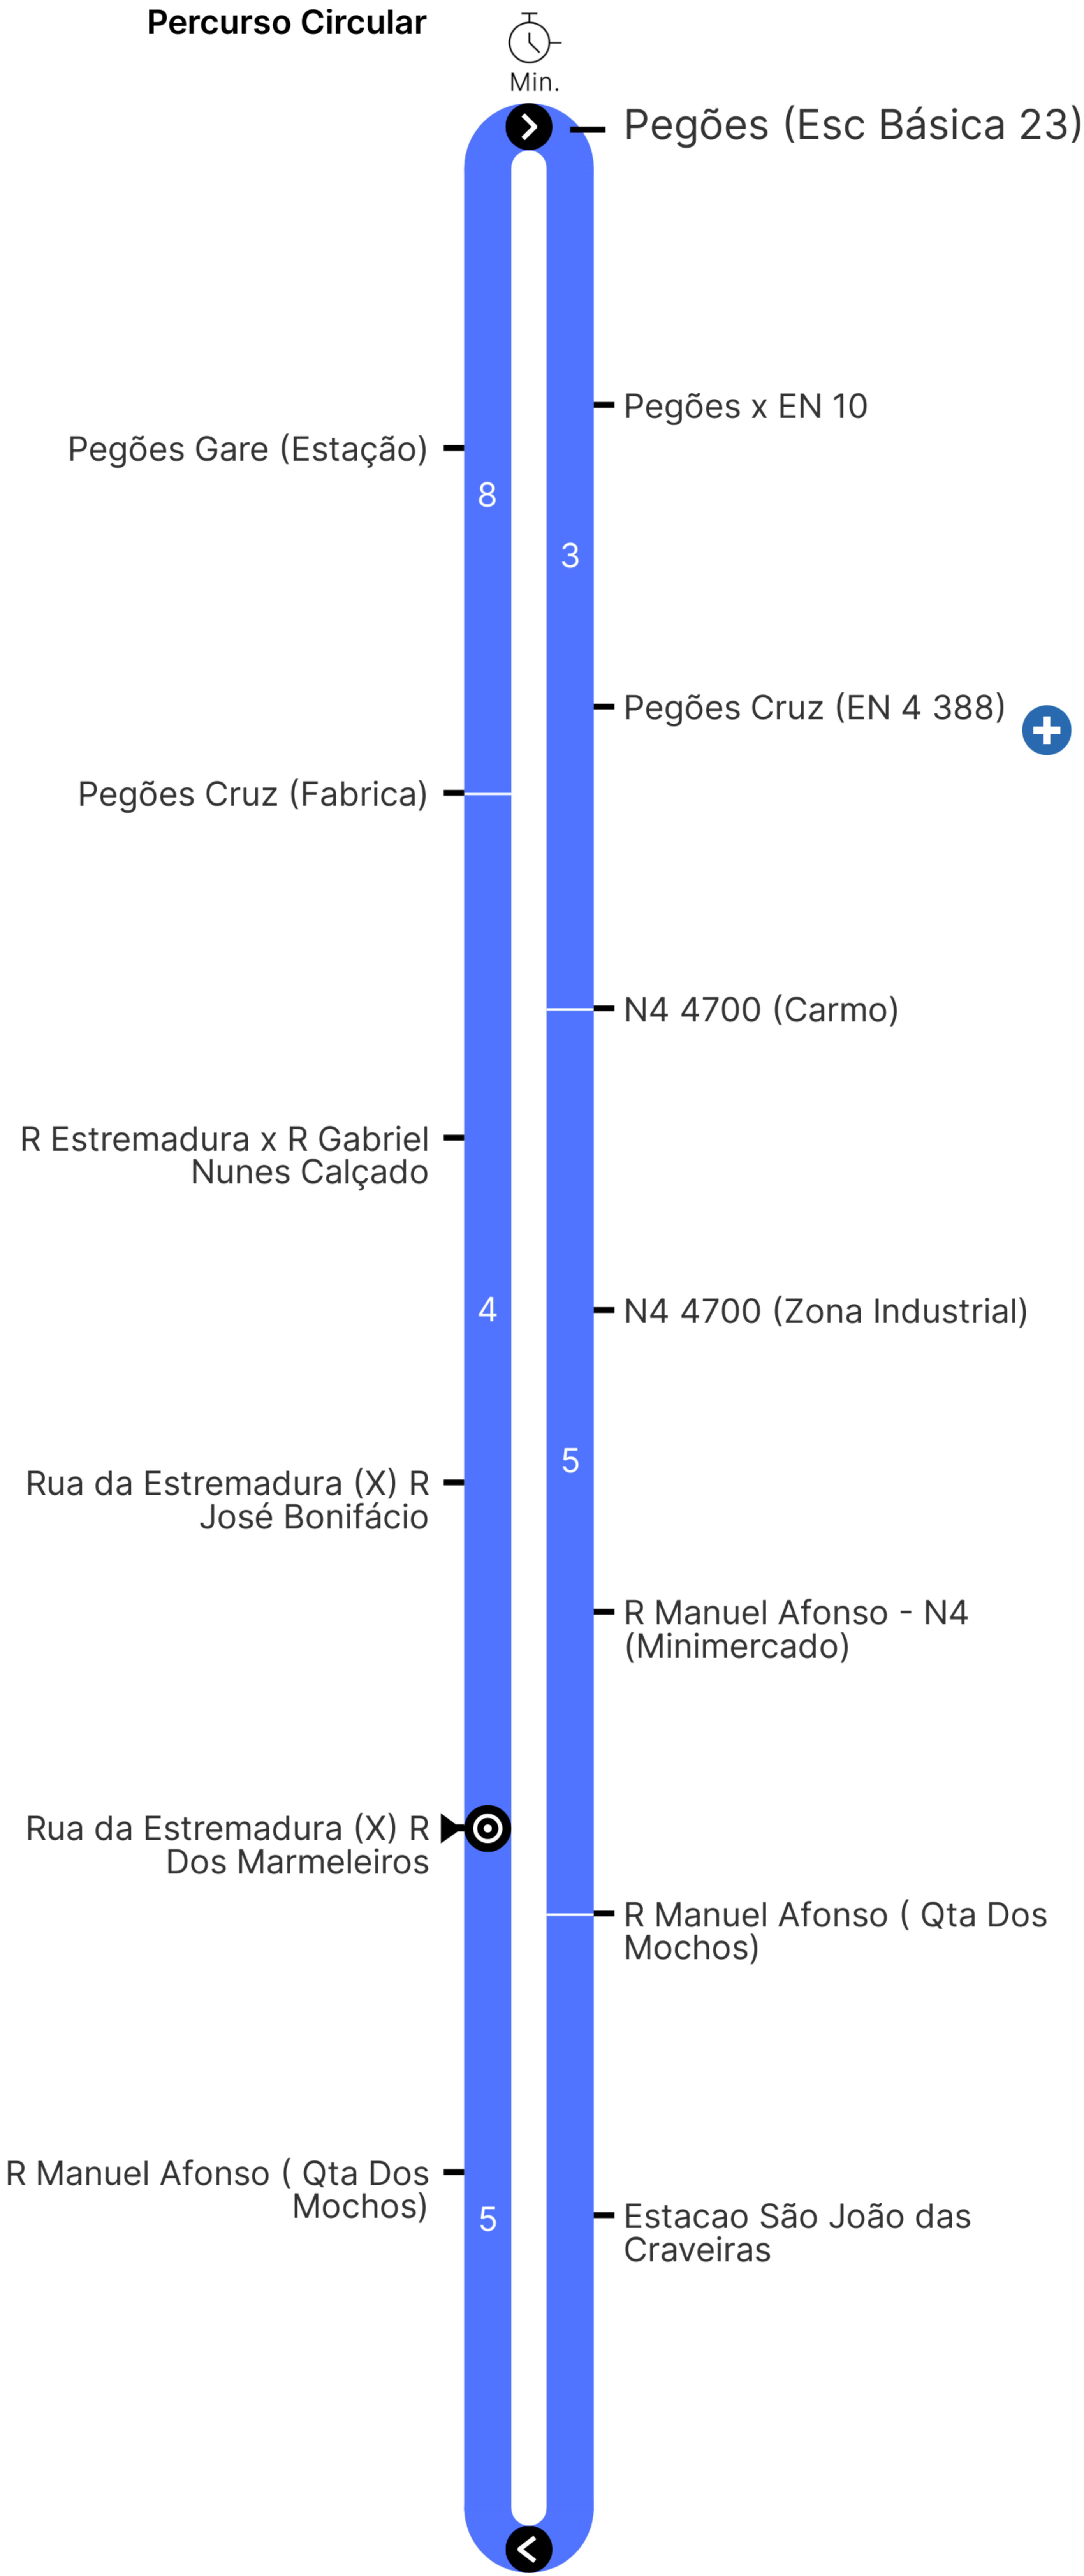 Percurso Circular
Min.
Pegões (Esc Básica 23)
Pegões x EN 10
Pegões Gare (Estação)
8
3
Pegões Cruz (EN 4 388)
Pegões Cruz (Fabrica)
N4 4700 (Carmo)
R Estremadura x R Gabriel
Nunes Calçado
4
N4 4700 (Zona Industrial)
5
Rua da Estremadura (X) R
José Bonifácio
R Manuel Afonso - N4
(Minimercado)
Rua da Estremadura (X) R
Dos Marmeleiros
R Manuel Afonso ( Qta Dos
Mochos)
R Manuel Afonso ( Qta Dos
Mochos)
5
Estacao São João das
Craveiras